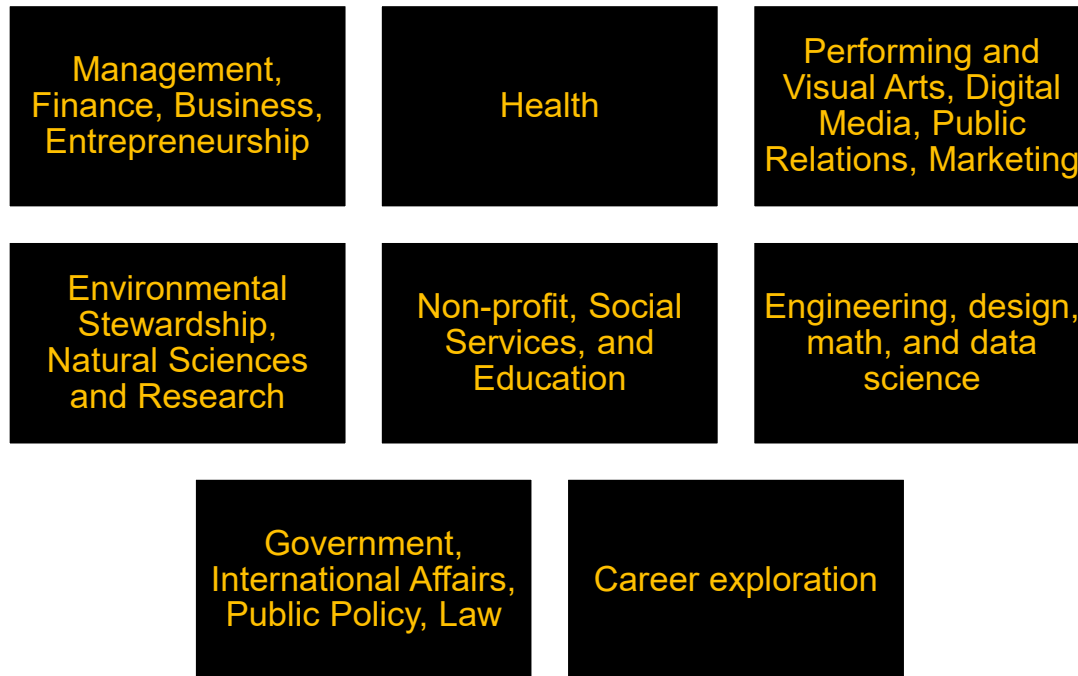 Management,
Finance, Business,
Entrepreneurship
Health
Performing and
Visual Arts, Digital
Media, Public
Relations, Marketing
Environmental
Stewardship,
Natural Sciences
and Research
Non-profit, Social
Services, and
Education
Engineering, design,
math, and data
science
Government,
International Affairs,
Public Policy, Law
Career exploration